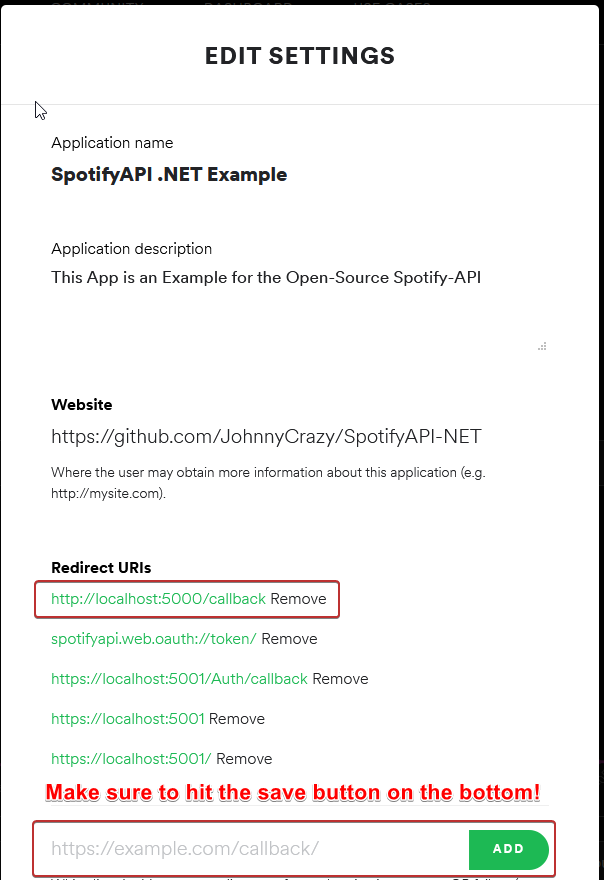 EDIT SETTINGS
Application name
SpotifyAPI .NET Example
Application description
This App is an Example for the Open-Source Spotify-API
Website
https://github.com/JohnnyCrazy/SpotifyAPI-NET
Where the user may obtain more information about this application (e.g.
http://mysite.com).
Redirect URIs
http://localhost:5000/callback Remove
spotifyapi.web.oauth://token/ Remove
https://localhost:5001/Auth/callback Remove
https://localhost:5001 Remove
https://localhost:5001/ Remove
Make sure to hit the save button on the bottom!
https://example.com/callback/ ADD